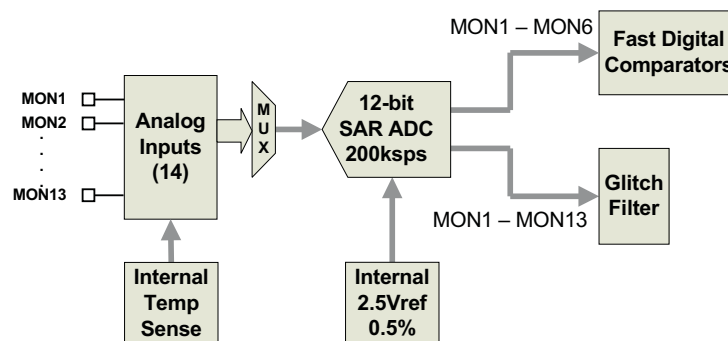 MON1
MON2
.
.
.
.
MON13
Analog
Inputs
(14)
Internal
Temp
Sense
MUX
12-bit
SAR ADC
200ksps
Internal
2.5Vref
0.5%
MON1 – MON6
Fast Digital
Comparators
MON1 – MON13
Glitch
Filter